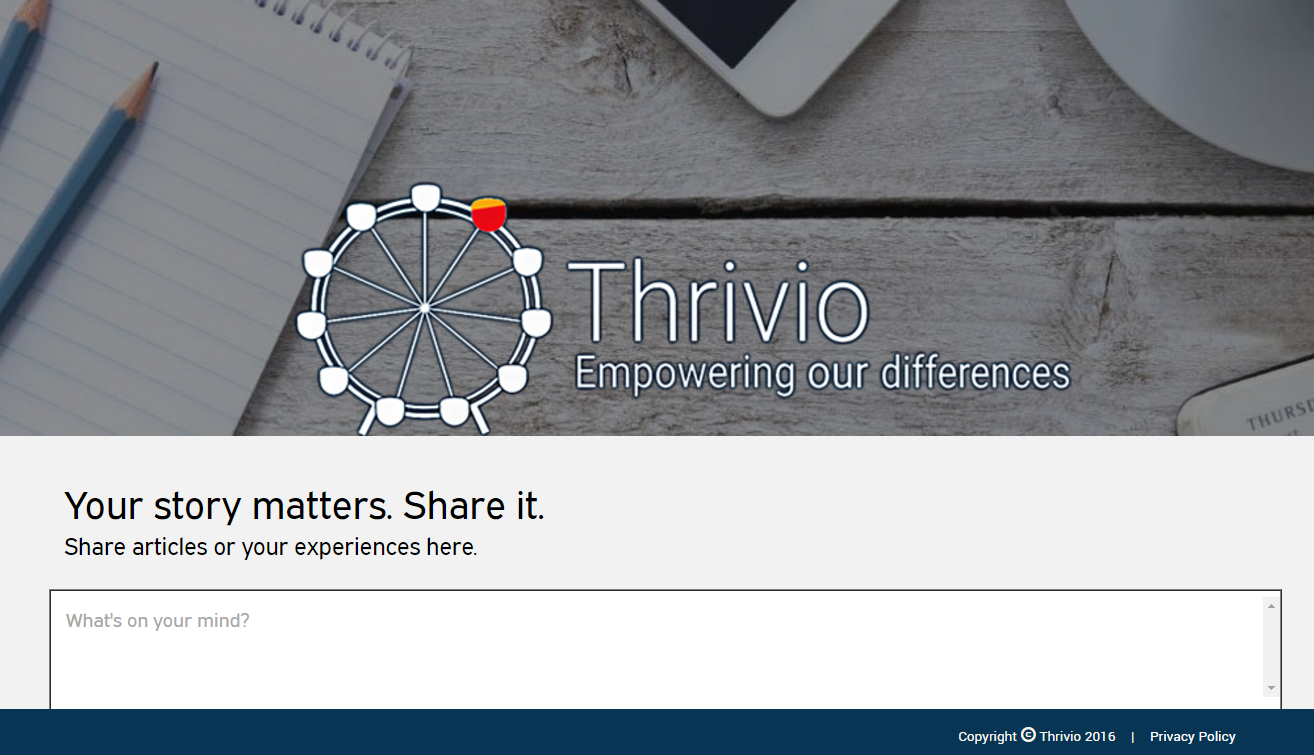 Thrivio
Empowering our differences
Your story matters. Share it.
Share articles or your experiences here.
What's on your mind?
Copyright © Thrivio 2016 | Privacy Policy